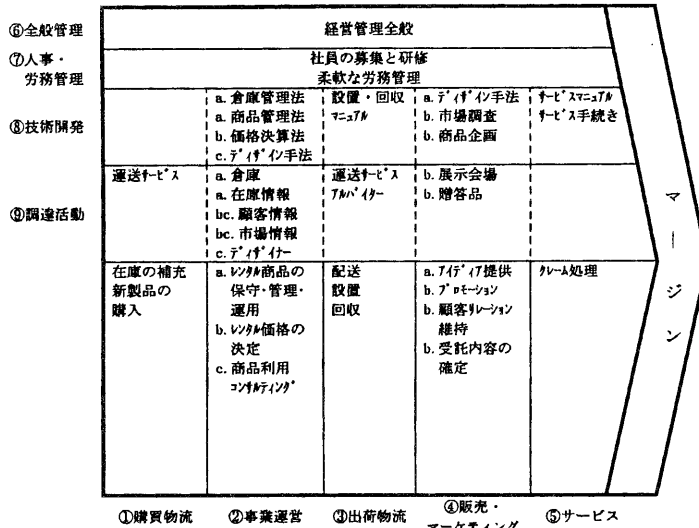 ⑥全般管理
経営管理全般
⑦人事・
労務管理
社員の募集と研修
柔軟な労務管理
⑧技術開発
a. 倉庫管理法
a. 商品管理法
b. 価格決算法
c. ディザイン手法
設置・回収
マニュアル
a. ディザイン手法
b. 市場調査
b. 商品企画
サービスマニュアル
サービス手続き
⑨調達活動
運送サービス
a. 倉庫
a. 在庫情報
bc. 顧客情報
bc. 市場情報
c. ディザイナー
運送サービス
アルバイター
b. 展示会場
b. 贈答品
在庫の補充
新製品の
購入
a. レンタル商品の
保守・管理・
運用
b. レンタル価格の
決定
c. 商品利用
コンサルティング
配送
設置
回収
a. アイディア提供
b. プロモーション
b. 顧客リレーション
維持
b. 受託内容の
確定
クレーム処理
マージン
①購買物流
②事業運営
③出荷物流
④販売・
マーケティング
⑤サービス